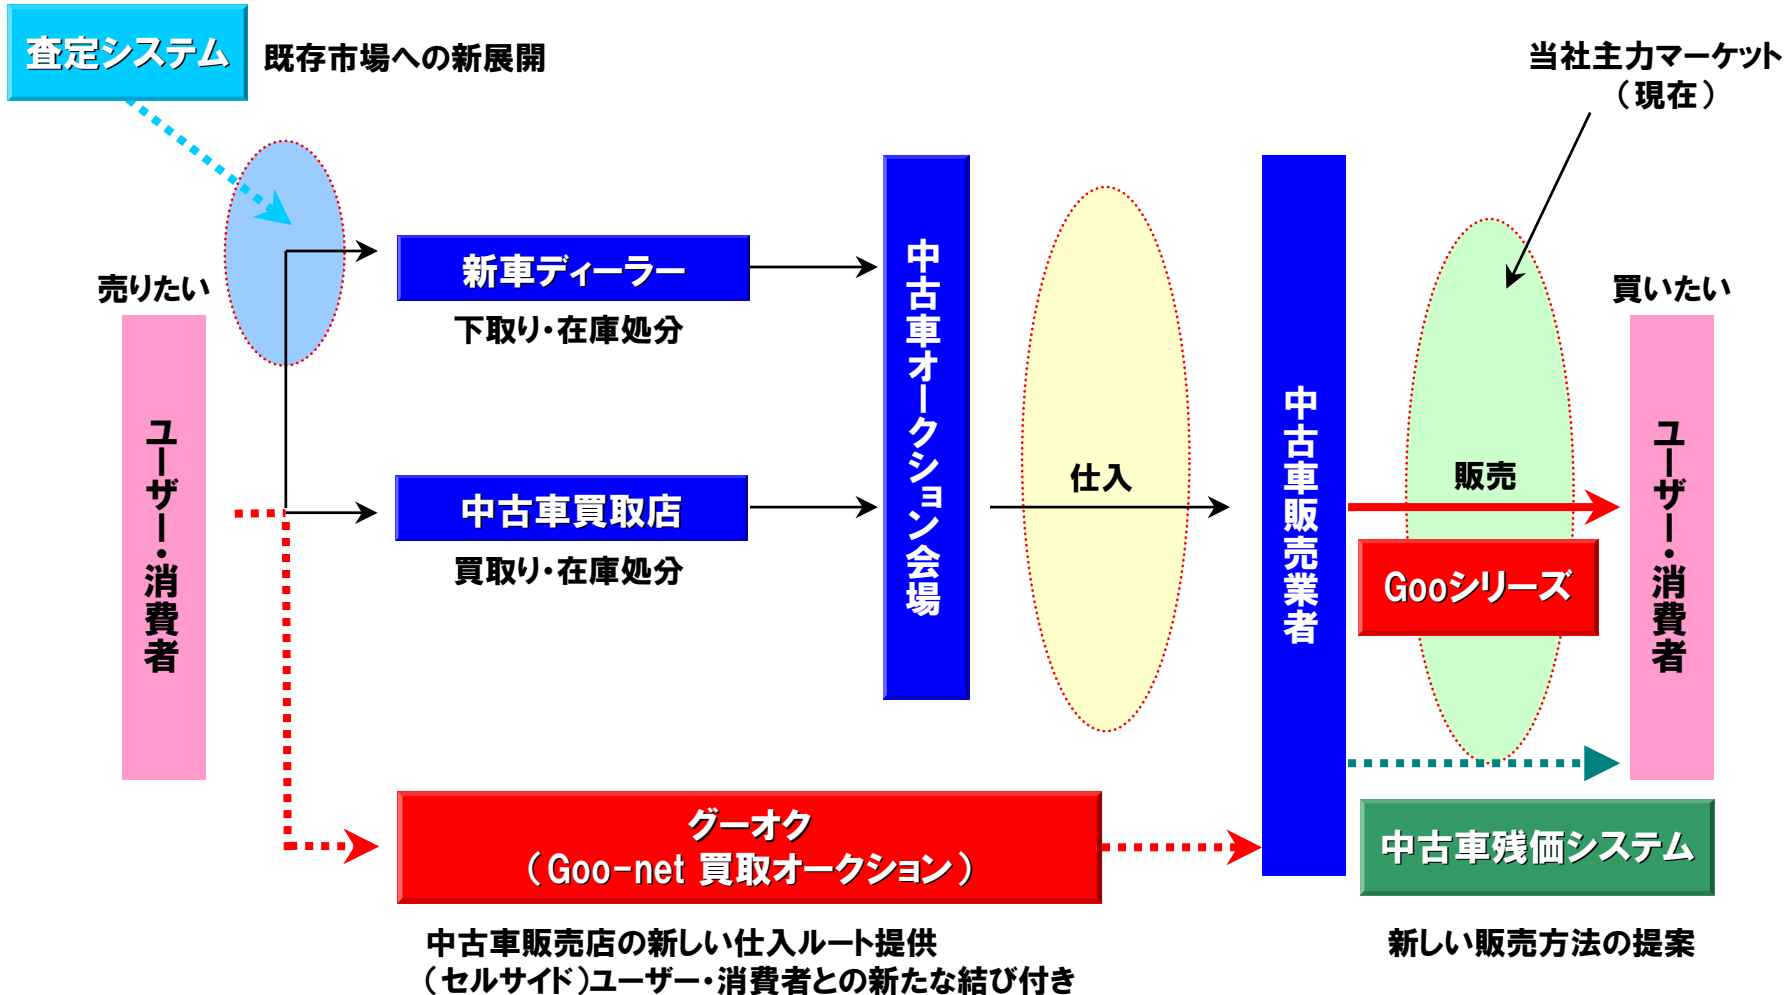 査定システム
既存市場への新展開
当社主力マーケット
（現在）
売りたい
ユーザー・消費者
新車ディーラー
下取り・在庫処分
中古車買取店
買取り・在庫処分
中古車オークション会場
仕入
中古車販売業者
販売
Gooシリーズ
買いたい
ユーザー・消費者
グーオク
（Goo-net 買取オークション）
中古車販売店の新しい仕入ルート提供
（セルサイド）ユーザー・消費者との新たな結び付き
中古車残価システム
新しい販売方法の提案